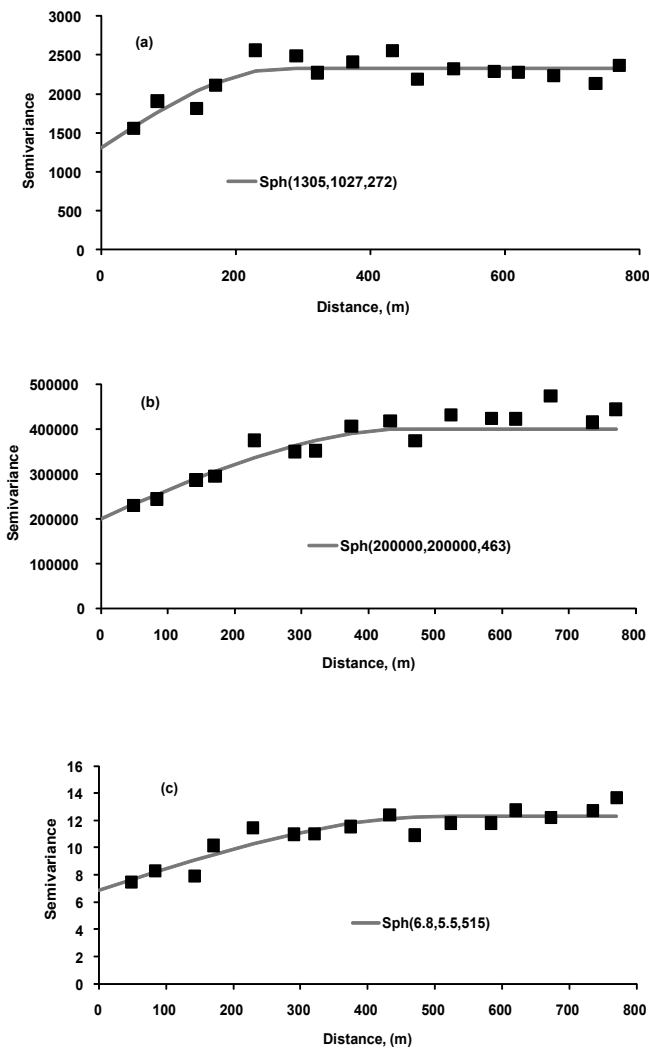 (a)
3000
2500
2000
1500
1000
500
0
Semivariance
Sph(1305,1027,272)
0 200 400 600 800
Distance, (m)
(b)
500000
400000
300000
200000
100000
0
Semivariance
Sph(200000,200000,463)
0 100 200 300 400 500 600 700 800
Distance, (m)
(c)
16
14
12
10
8
6
4
2
0
Semivariance
Sph(6.8,5.5,515)
0 100 200 300 400 500 600 700 800
Distance, (m)